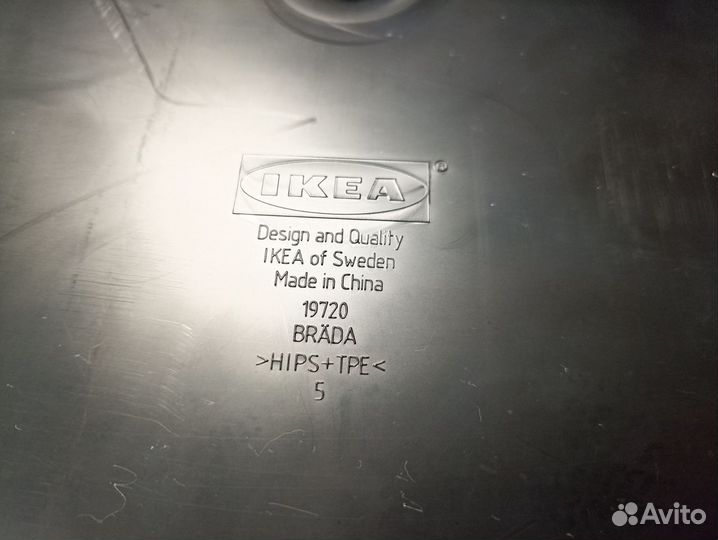 IKEA®
Design and Quality
IKEA of Sweden
Made in China
19720
BRÄDA
>HIPS+TPE<
5
Avito